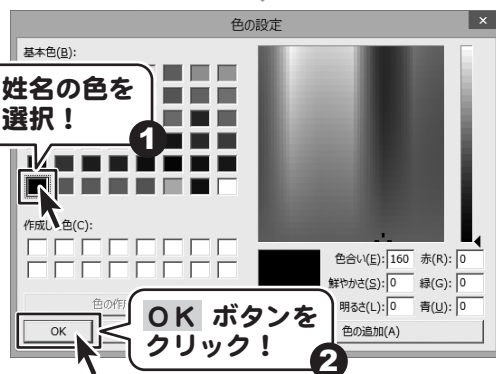 色の設定
×
基本色(B):
姓名の色を
選択！
1
作成した色(C):
色合い(E): 160 赤(R): 0
鮮やかさ(S): 0 緑(G): 0
明るさ(L): 0 青(U): 0
色の作
OK
色の追加(A)
ＯＫ ボタンを
クリック！
2